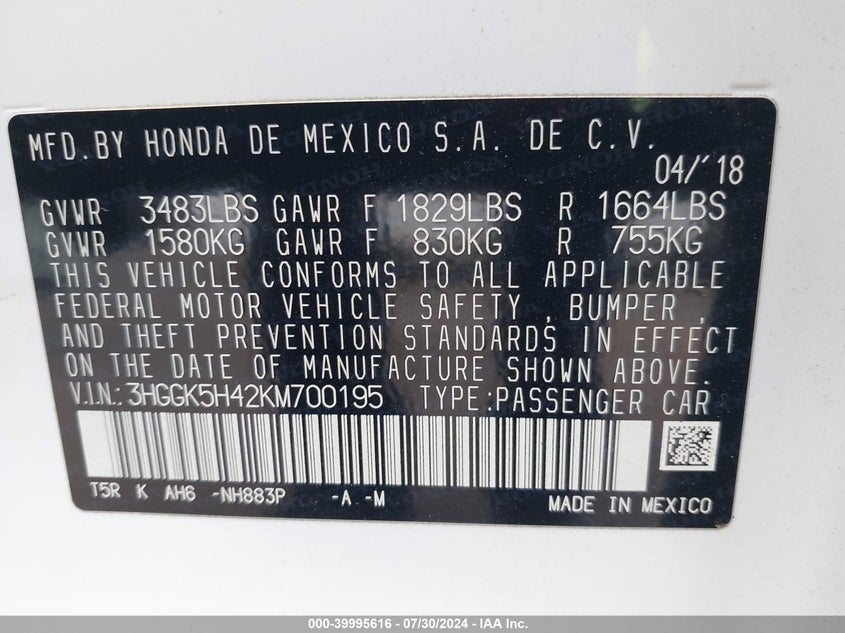 MFD.BY HONDA DE MEXICO S.A. DE C.V.
04/'18
GVWR 3483LBS GAWR F 1829LBS R 1664LBS
GVWR 1580KG GAWR F 830KG R 755KG
THIS VEHICLE CONFORMS TO ALL APPLICABLE
FEDERAL MOTOR VEHICLE SAFETY , BUMPER ,
AND THEFT PREVENTION STANDARDS IN EFFECT
ON THE DATE OF MANUFACTURE SHOWN ABOVE.
V.I.N.: 3HGGK5H42KM700195 TYPE:PASSENGER CAR
T5R K AH6 -NH883P -A -M MADE IN MEXICO
000-39995616 - 07/30/2024 - IAA Inc.